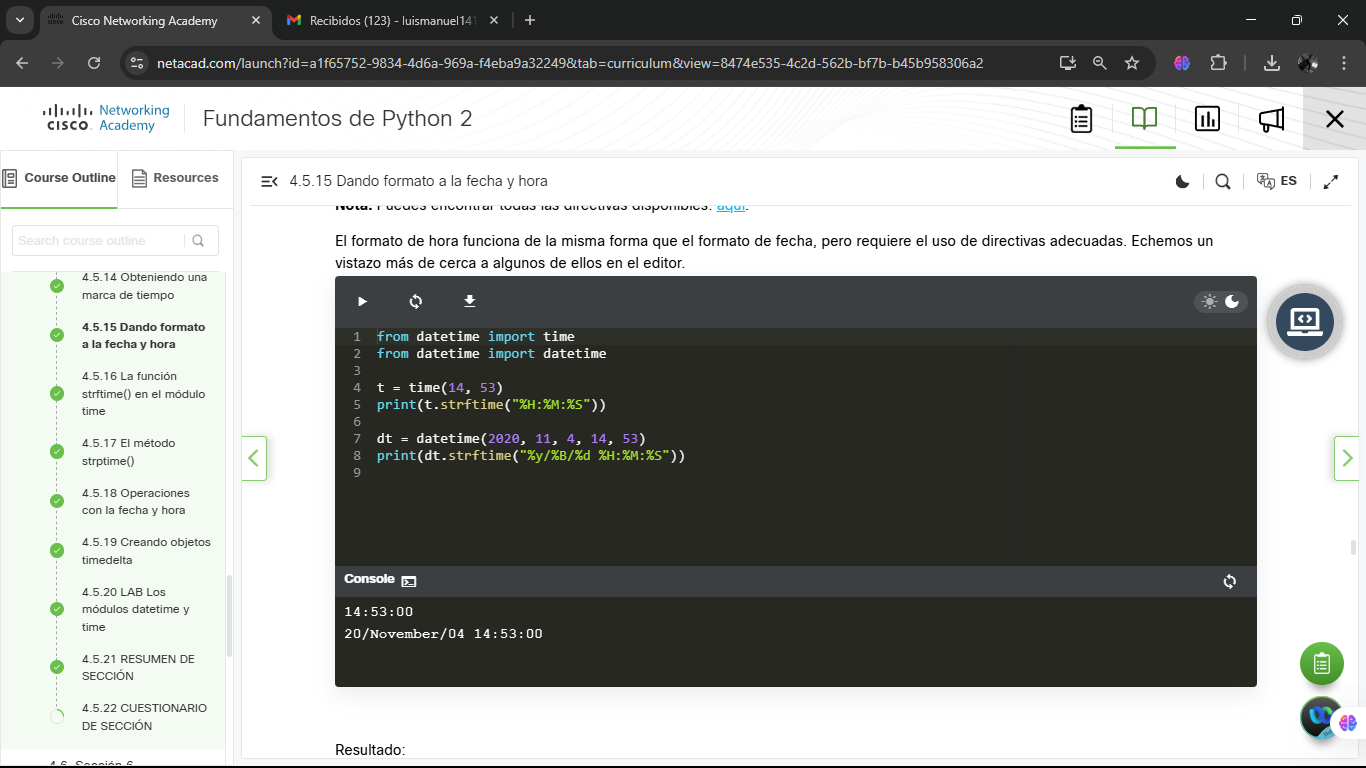 Cisco Networking Academy
Recibidos (123) - luismanuel141
netacad.com/launch?id=a1f65752-9834-4d6a-969a-f4eba9a32249&tab=curriculum&view=8474e535-4c2d-562b-bf7b-b45b958306a2
CISCO Networking Academy
Fundamentos de Python 2
Course Outline
Resources
Search course outline
4.5.14 Obteniendo una
marca de tiempo
4.5.15 Dando formato
a la fecha y hora
4.5.16 La función
strftime() en el módulo
time
4.5.17 El método
strptime()
4.5.18 Operaciones
con la fecha y hora
4.5.19 Creando objetos
timedelta
4.5.20 LAB Los
módulos datetime y
time
4.5.21 RESUMEN DE
SECCIÓN
4.5.22 CUESTIONARIO
DE SECCIÓN
4.6. Sección 6
4.5.15 Dando formato a la fecha y hora
ES
Nota: Puedes encontrar todas las directivas disponibles: aquí.
El formato de hora funciona de la misma forma que el formato de fecha, pero requiere el uso de directivas adecuadas. Echemos un
vistazo más de cerca a algunos de ellos en el editor.
1 from datetime import time
2 from datetime import datetime
3
4 t = time(14, 53)
5 print(t.strftime("%H:%M:%S"))
6
7 dt = datetime(2020, 11, 4, 14, 53)
8 print(dt.strftime("%y/%B/%d %H:%M:%S"))
9
Console
14:53:00
20/November/04 14:53:00
Resultado: